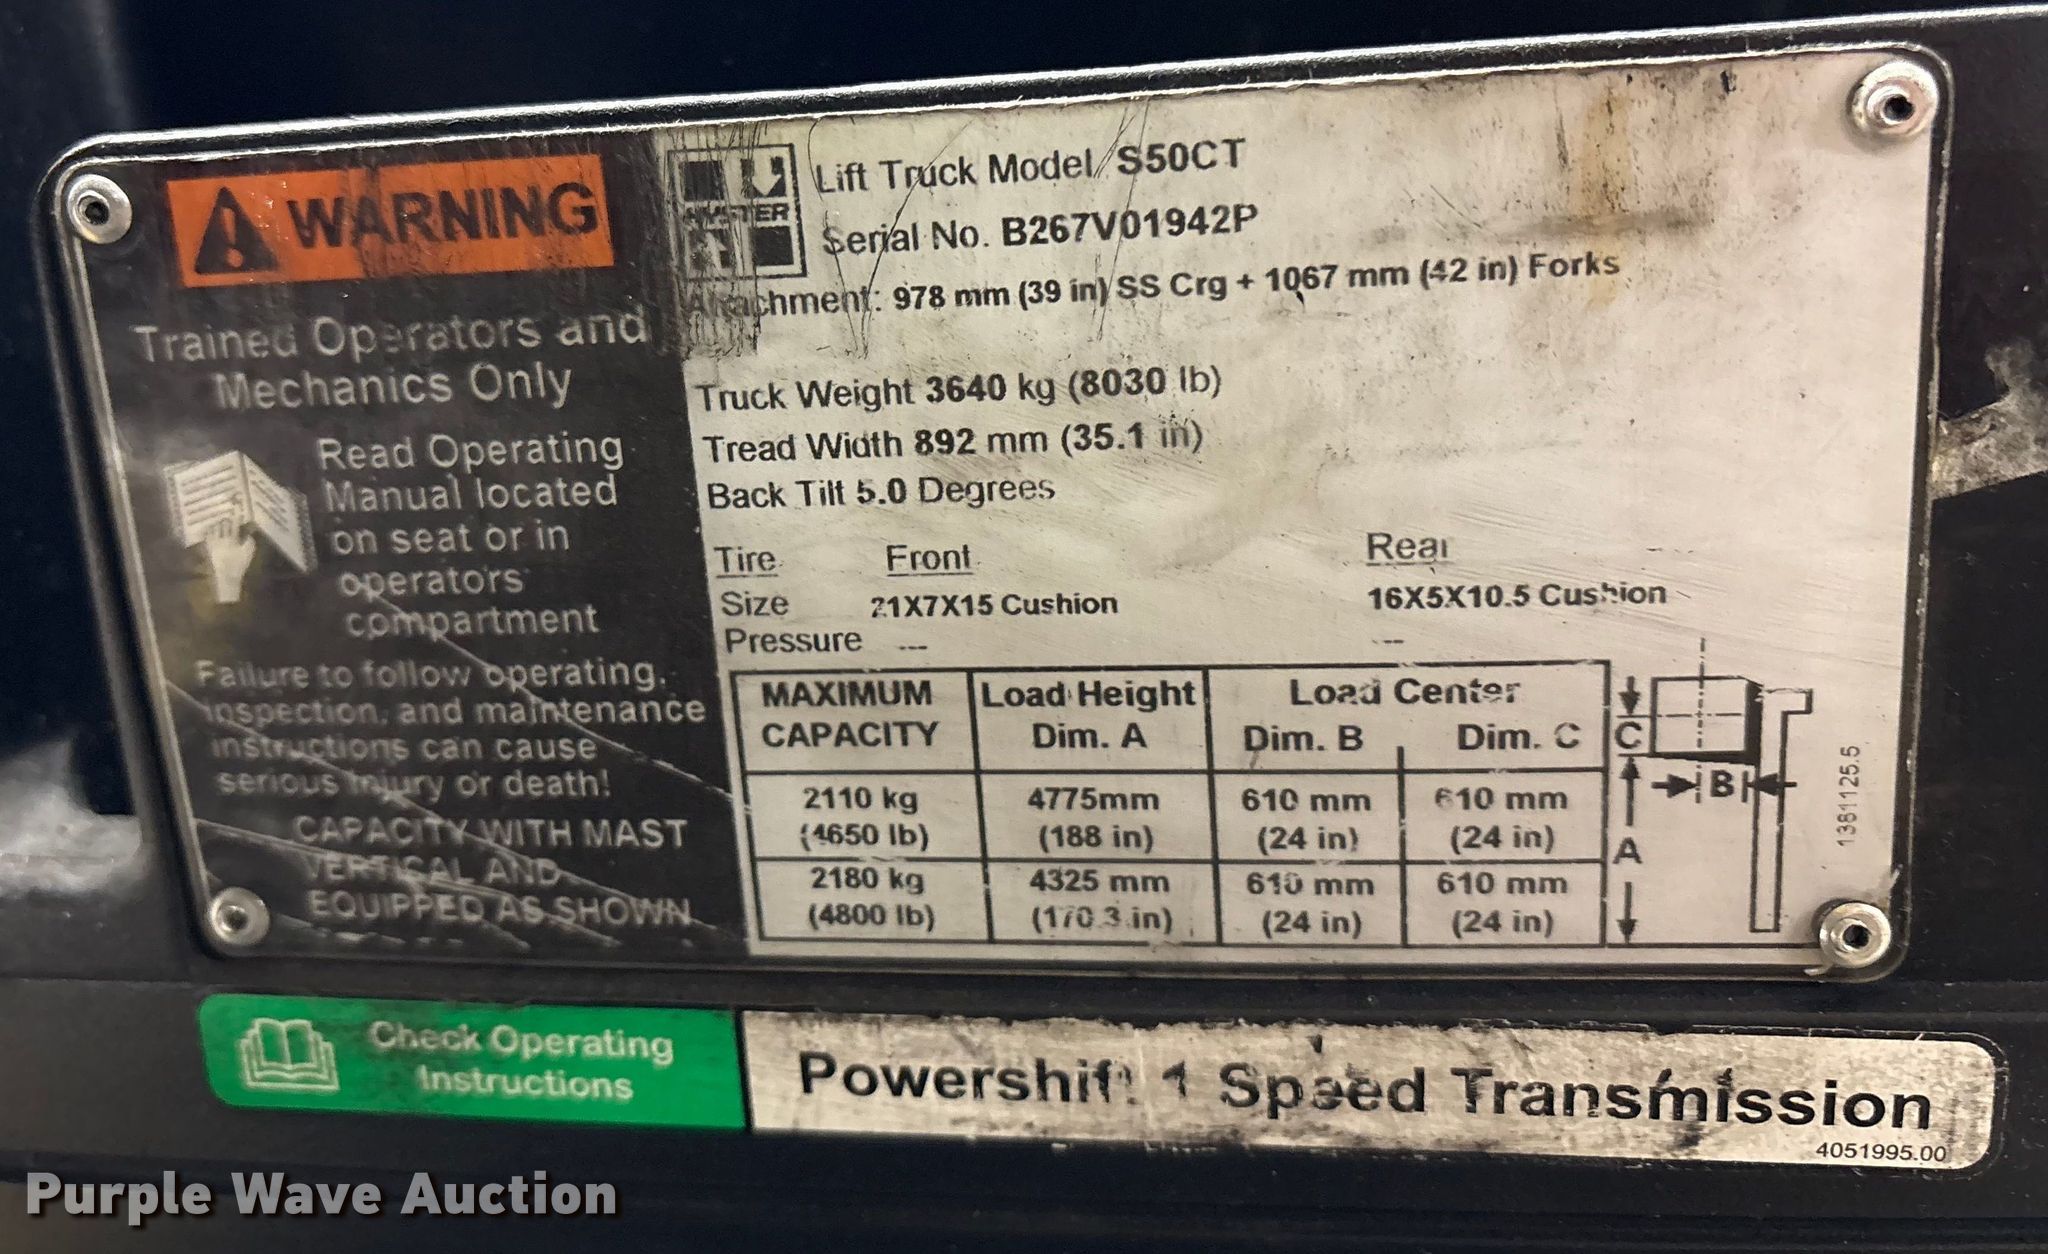 WARNING
Trained Operators and
Mechanics Only
Read Operating
Manual located
on seat or in
operators
compartment
Failure to follow operating,
inspection, and maintenance
instructions can cause
serious injury or death!
CAPACITY WITH MAST
VERTICAL AND
EQUIPPED AS SHOWN
HYSTER
Lift Truck Model S50CT
Serial No. B267V01942P
Attachment: 978 mm (39 in) SS Crg + 1067 mm (42 in) Forks
Truck Weight 3640 kg (8030 lb)
Tread Width 892 mm (35.1 in)
Back Tilt 5.0 Degrees
Tire Front Rear
Size 21X7X15 Cushion 16X5X10.5 Cushion
Pressure --- ---
MAXIMUM Load Height Load Center
CAPACITY Dim. A Dim. B Dim. C
2110 kg 4775mm 610 mm 610 mm
(4650 lb) (188 in) (24 in) (24 in)
2180 kg 4325 mm 610 mm 610 mm
(4800 lb) (170.3 in) (24 in) (24 in)
C
B
A
1381125.5
Check Operating
Instructions
Powershift 1 Speed Transmission
4051995.00
Purple Wave Auction